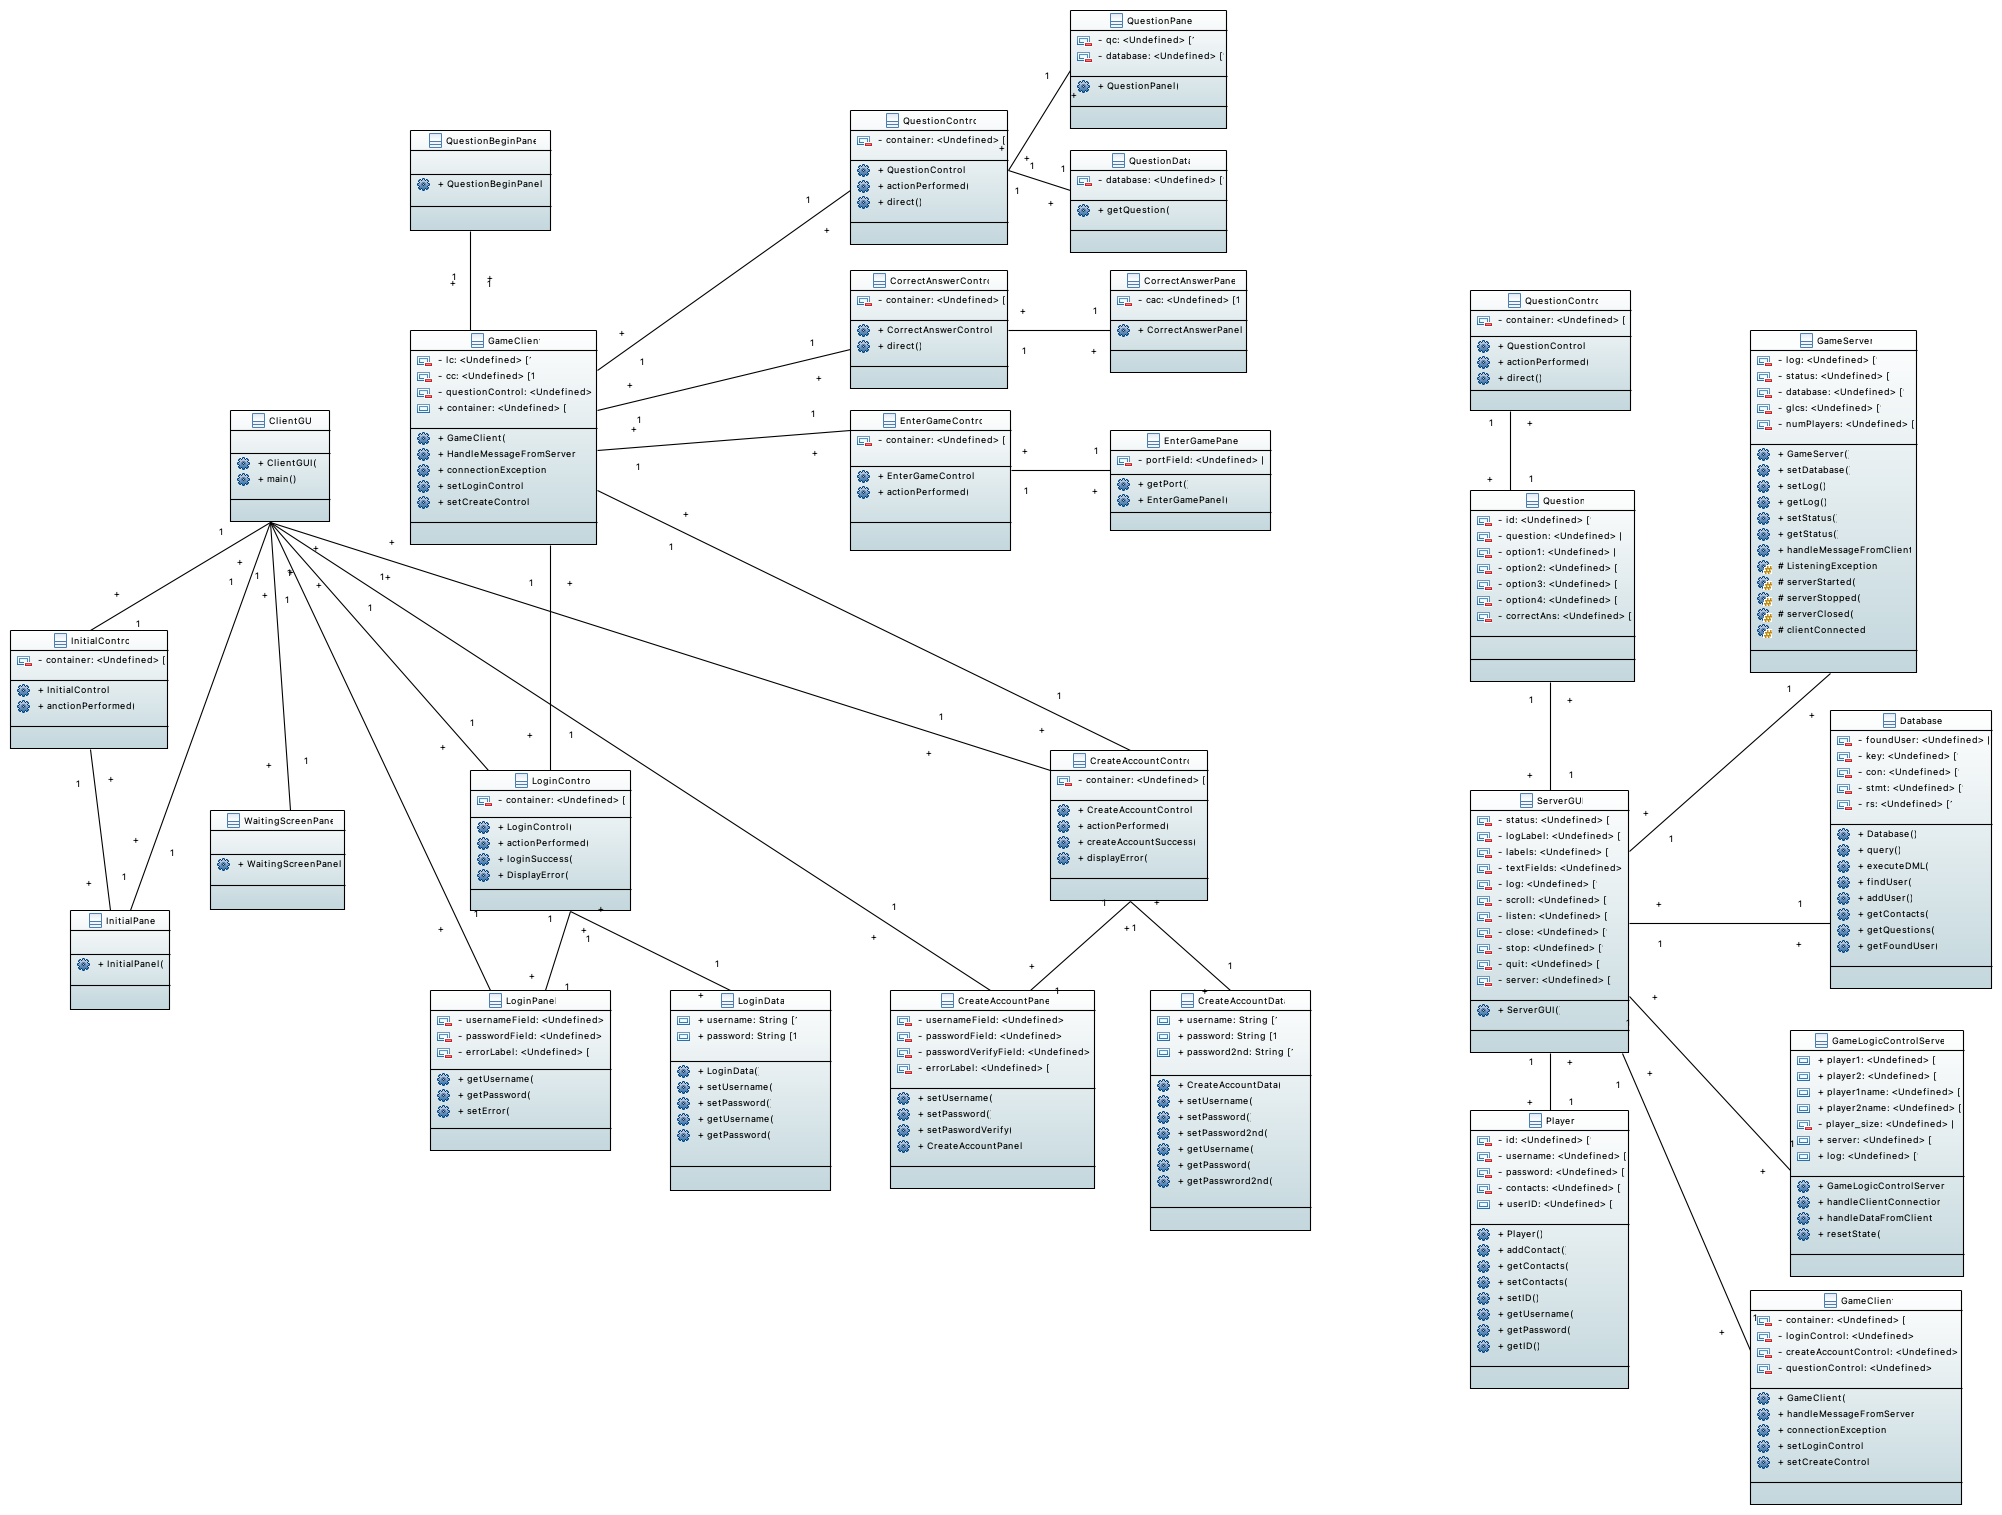 QuestionPane
- qc: <Undefined> ['
- database: <Undefined> [
+ QuestionPanel(
QuestionContro
- container: <Undefined> [
+ QuestionControl
+ actionPerformed(
+ direct()
QuestionData
- database: <Undefined> [
+ getQuestion(
QuestionBeginPane
+ QuestionBeginPanel
GameClient
- lc: <Undefined> ['
- cc: <Undefined> [1
- questionControl: <Undefined>
+ container: <Undefined> [
+ GameClient(
+ HandleMessageFromServer
+ connectionException
+ setLoginControl
+ setCreateControl
CorrectAnswerContro
- container: <Undefined> [
+ CorrectAnswerControl
+ direct()
CorrectAnswerPane
- cac: <Undefined> [1
+ CorrectAnswerPanel
EnterGameContro
- container: <Undefined> [
+ EnterGameControl
+ actionPerformed(
EnterGamePane
- portField: <Undefined> [
+ getPort(
+ EnterGamePanel(
ClientGU
+ ClientGUI(
+ main()
InitialContro
- container: <Undefined> [
+ InitialControl
+ anctionPerformed(
WaitingScreenPane
+ WaitingScreenPanel
InitialPane
+ InitialPanel(
LoginContro
- container: <Undefined> [
+ LoginControl(
+ actionPerformed(
+ loginSuccess(
+ DisplayError(
CreateAccountContro
- container: <Undefined> [
+ CreateAccountControl
+ actionPerformed(
+ createAccountSuccess(
+ displayError(
LoginPanel
- usernameField: <Undefined>
- passwordField: <Undefined>
- errorLabel: <Undefined> [
+ getUsername(
+ getPassword(
+ setError(
LoginData
+ username: String ['
+ password: String [1
+ LoginData(
+ setUsername(
+ setPassword(
+ getUsername(
+ getPassword(
CreateAccountPane
- usernameField: <Undefined>
- passwordField: <Undefined>
- passwordVerifyField: <Undefined>
- errorLabel: <Undefined> [
+ setUsername(
+ setPassword(
+ setPaswordVerify(
+ CreateAccountPanel
CreateAccountDat
+ username: String ['
+ password: String [1
+ password2nd: String ['
+ CreateAccountData(
+ setUsername(
+ setPassword(
+ setPassword2nd(
+ getUsername(
+ getPassword(
+ getPassword2nd(
QuestionContro
- container: <Undefined> [
+ QuestionControl
+ actionPerformed(
+ direct()
Question
- id: <Undefined> [
- question: <Undefined> [
- option1: <Undefined> [
- option2: <Undefined> [
- option3: <Undefined> [
- option4: <Undefined> [
- correctAns: <Undefined> [
GameServer
- log: <Undefined> [
- status: <Undefined> [
- database: <Undefined> [
- glcs: <Undefined> [
- numPlayers: <Undefined> [
+ GameServer(
+ setDatabase(
+ setLog()
+ getLog()
+ setStatus(
+ getStatus(
+ handleMessageFromClient
# ListeningException
# serverStarted(
# serverStopped(
# serverClosed(
# clientConnected
Database
- foundUser: <Undefined> [
- key: <Undefined> [
- con: <Undefined> [
- stmt: <Undefined> [
- rs: <Undefined> ['
+ Database()
+ query()
+ executeDML(
+ findUser(
+ addUser()
+ getContacts(
+ getQuestions(
+ getFoundUser(
ServerGUI
- status: <Undefined> [
- logLabel: <Undefined> [
- labels: <Undefined> [
- textFields: <Undefined>
- log: <Undefined> [
- scroll: <Undefined> [
- listen: <Undefined> [
- close: <Undefined> [
- stop: <Undefined> [
- quit: <Undefined> [
- server: <Undefined> [
+ ServerGUI(
GameLogicControlServe
+ player1: <Undefined> [
+ player2: <Undefined> [
+ player1name: <Undefined> [
+ player2name: <Undefined> [
- player_size: <Undefined> [
+ server: <Undefined> [
+ log: <Undefined> [
+ GameLogicControlServer
+ handleClientConnection
+ handleDataFromClient
+ resetState(
Player
- id: <Undefined> [
- username: <Undefined> [
- password: <Undefined> [
- contacts: <Undefined> [
+ userID: <Undefined> [
+ Player()
+ addContact(
+ getContacts(
+ setContacts(
+ setID()
+ getUsername(
+ getPassword(
+ getID()
GameClient
- container: <Undefined> [
- loginControl: <Undefined>
- createAccountControl: <Undefined>
- questionControl: <Undefined>
+ GameClient(
+ handleMessageFromServer
+ connectionException
+ setLoginControl
+ setCreateControl